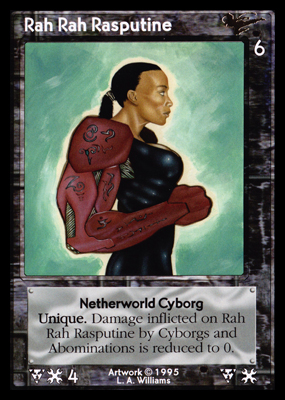 Rah Rah Rasputine
6
Netherworld Cyborg
Unique. Damage inflicted on Rah
Rah Rasputine by Cyborgs and
Abominations is reduced to 0.
4
Artwork © 1995
L. A. Williams